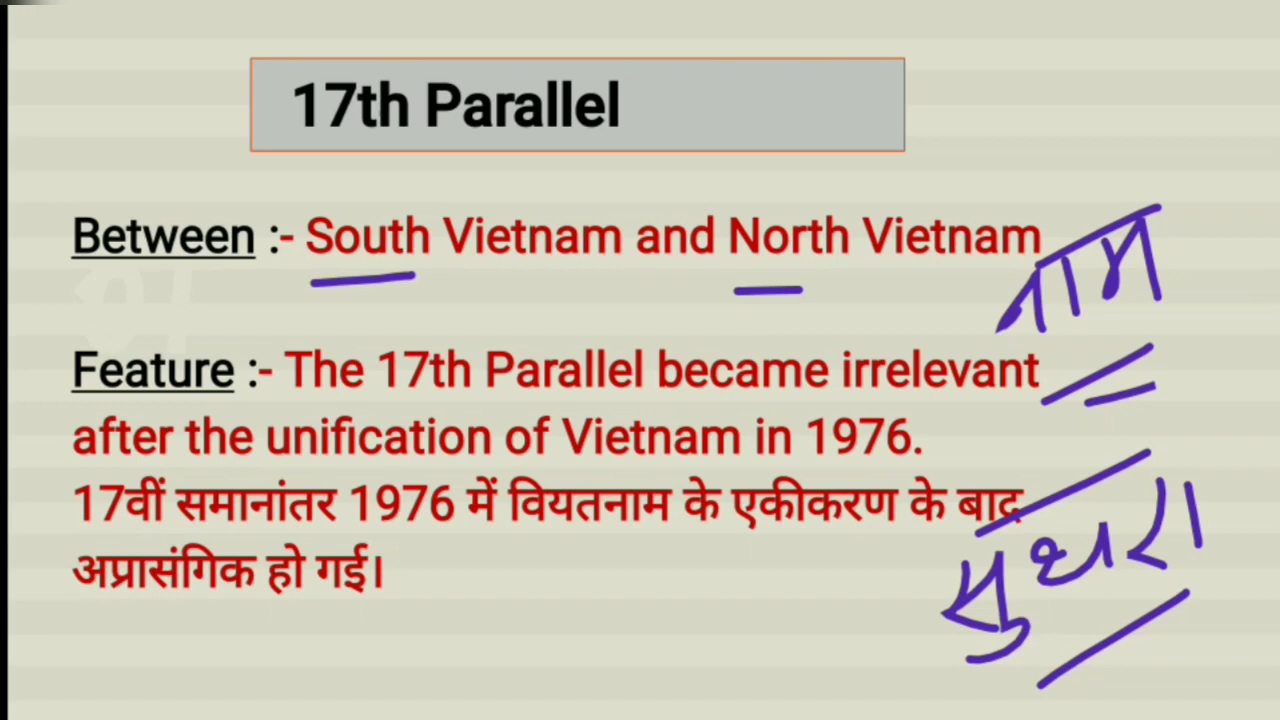 17th Parallel
Between :- South Vietnam and North Vietnam
नाम
Feature :- The 17th Parallel became irrelevant
after the unification of Vietnam in 1976.
17वीं समानांतर 1976 में वियतनाम के एकीकरण के बाद
अप्रासंगिक हो गई।